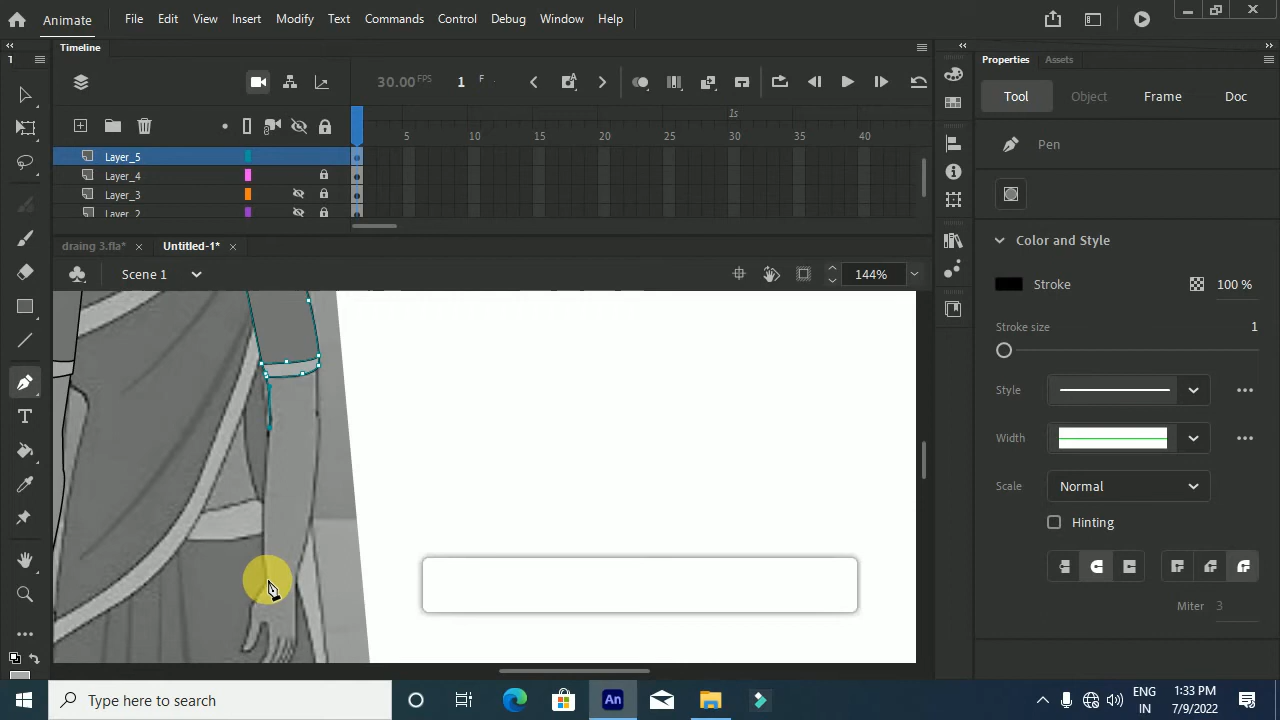 Animate
File Edit View Insert Modify Text Commands Control Debug Window Help
Timeline
Properties Assets
1
30.00 FPS 1 F
Tool Object Frame Doc
1s
5 10 15 20 25 30 35 40
Pen
Layer_5
Layer_4
Layer_3
Layer_2
Color and Style
draing 3.fla* × Untitled-1* ×
Scene 1 144%
Stroke 100 %
Stroke size 1
Style
Width
Scale Normal
Hinting
Miter 3
Type here to search
An
ENG
IN
1:33 PM
7/9/2022